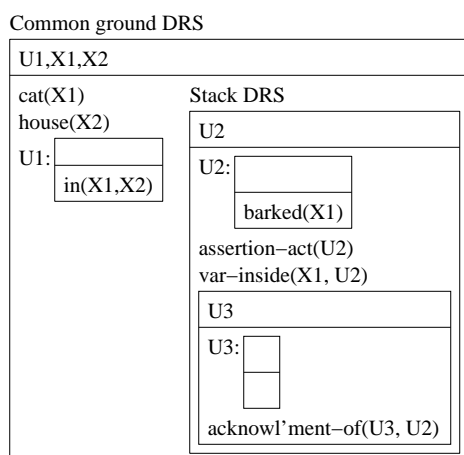 Common ground DRS
U1,X1,X2
cat(X1)
house(X2)
U1:
in(X1,X2)
Stack DRS
U2
U2:
barked(X1)
assertion−act(U2)
var−inside(X1, U2)
U3
U3:
acknowl'ment−of(U3, U2)